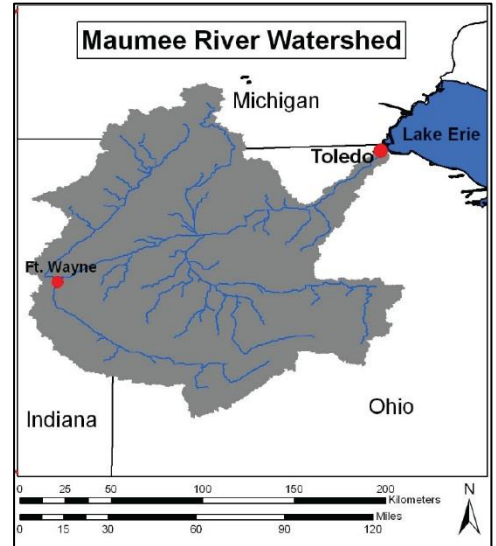 Maumee River Watershed
Michigan
Lake Erie
Toledo
Ft. Wayne
Indiana
Ohio
0 25 50 100 150 200
Kilometers
Miles
0 15 30 60 90 120
N